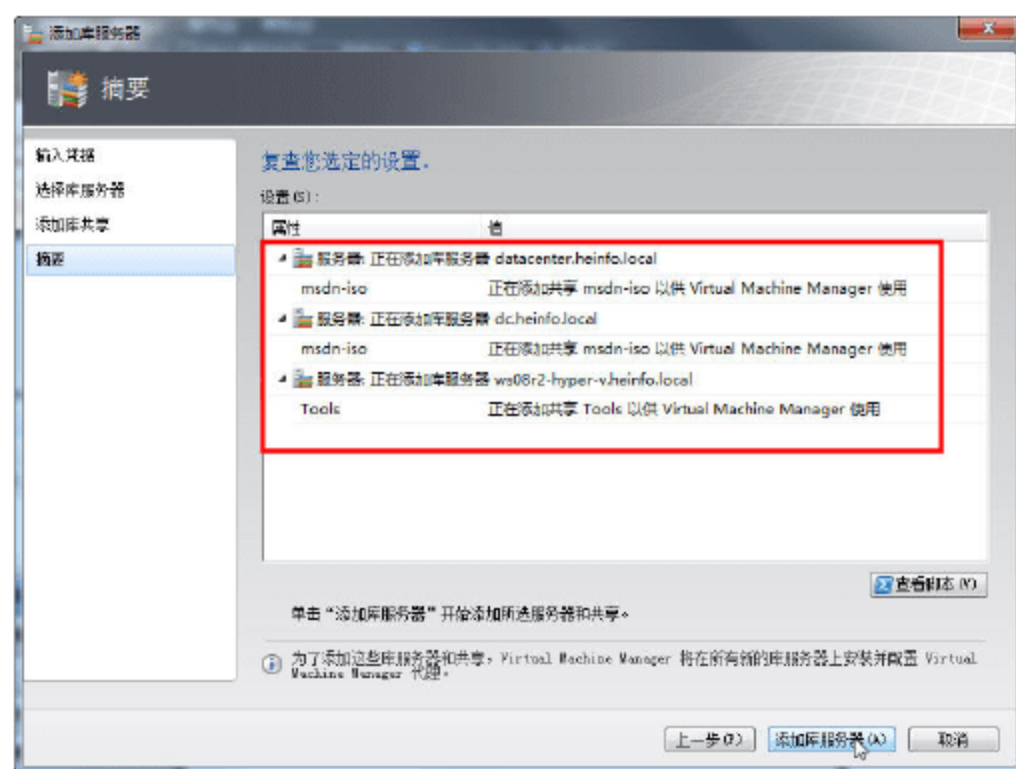 添加库服务器
摘要
输入凭据
选择库服务器
添加库共享
摘要
复查您选定的设置。
设置(S):
属性 值
服务器: 正在添加库服务器 datacenter.heinfo.local
msdn-iso 正在添加共享 msdn-iso 以供 Virtual Machine Manager 使用
服务器: 正在添加库服务器 dc.heinfo.local
msdn-iso 正在添加共享 msdn-iso 以供 Virtual Machine Manager 使用
服务器: 正在添加库服务器 ws08r2-hyper-v.heinfo.local
Tools 正在添加共享 Tools 以供 Virtual Machine Manager 使用
查看脚本(V)
单击“添加库服务器”开始添加所选服务器和共享。
为了添加这些库服务器和共享，Virtual Machine Manager 将在所有新的库服务器上安装并配置 Virtual
Machine Manager 代理。
上一步(P) 添加库服务器(A) 取消